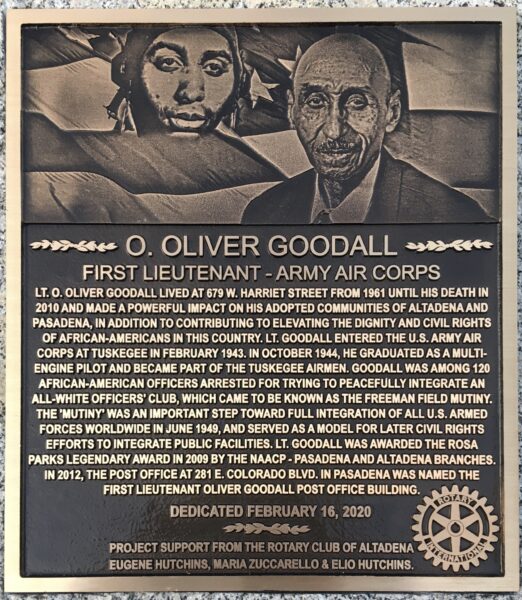 O. OLIVER GOODALL
FIRST LIEUTENANT - ARMY AIR CORPS
LT. O. OLIVER GOODALL LIVED AT 679 W. HARRIET STREET FROM 1961 UNTIL HIS DEATH IN
2010 AND MADE A POWERFUL IMPACT ON HIS ADOPTED COMMUNITIES OF ALTADENA AND
PASADENA, IN ADDITION TO CONTRIBUTING TO ELEVATING THE DIGNITY AND CIVIL RIGHTS
OF AFRICAN-AMERICANS IN THIS COUNTRY. LT. GOODALL ENTERED THE U.S. ARMY AIR
CORPS AT TUSKEGEE IN FEBRUARY 1943. IN OCTOBER 1944, HE GRADUATED AS A MULTI-
ENGINE PILOT AND BECAME PART OF THE TUSKEGEE AIRMEN. GOODALL WAS AMONG 120
AFRICAN-AMERICAN OFFICERS ARRESTED FOR TRYING TO PEACEFULLY INTEGRATE AN
ALL-WHITE OFFICERS' CLUB, WHICH CAME TO BE KNOWN AS THE FREEMAN FIELD MUTINY.
THE 'MUTINY' WAS AN IMPORTANT STEP TOWARD FULL INTEGRATION OF ALL U.S. ARMED
FORCES WORLDWIDE IN JUNE 1949, AND SERVED AS A MODEL FOR LATER CIVIL RIGHTS
EFFORTS TO INTEGRATE PUBLIC FACILITIES. LT. GOODALL WAS AWARDED THE ROSA
PARKS LEGENDARY AWARD IN 2009 BY THE NAACP - PASADENA AND ALTADENA BRANCHES.
IN 2012, THE POST OFFICE AT 281 E. COLORADO BLVD. IN PASADENA WAS NAMED THE
FIRST LIEUTENANT OLIVER GOODALL POST OFFICE BUILDING.
DEDICATED FEBRUARY 16, 2020
PROJECT SUPPORT FROM THE ROTARY CLUB OF ALTADENA
EUGENE HUTCHINS, MARIA ZUCCARELLO & ELIO HUTCHINS.
ROTARY
INTERNATIONAL